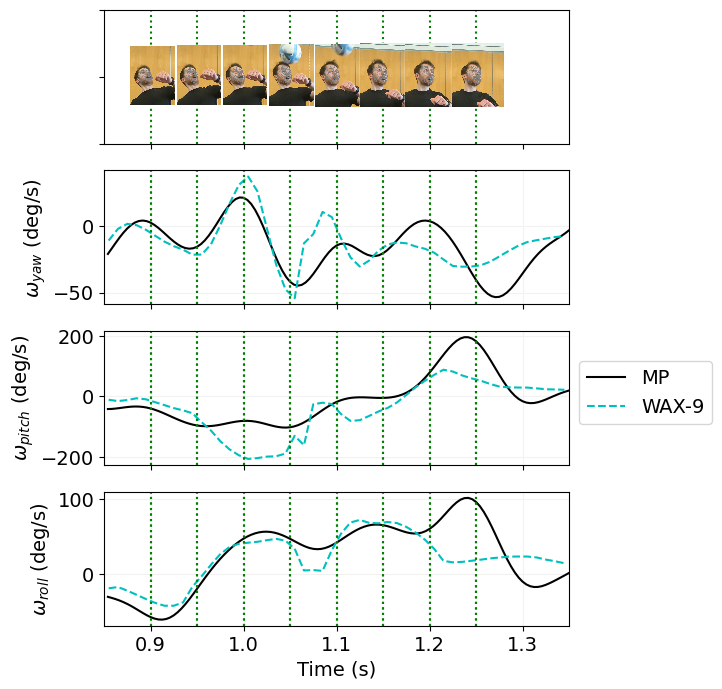 0
−50
ω_yaw (deg/s)
200
0
−200
ω_pitch (deg/s)
MP
WAX-9
100
0
ω_roll (deg/s)
0.9 1.0 1.1 1.2 1.3
Time (s)